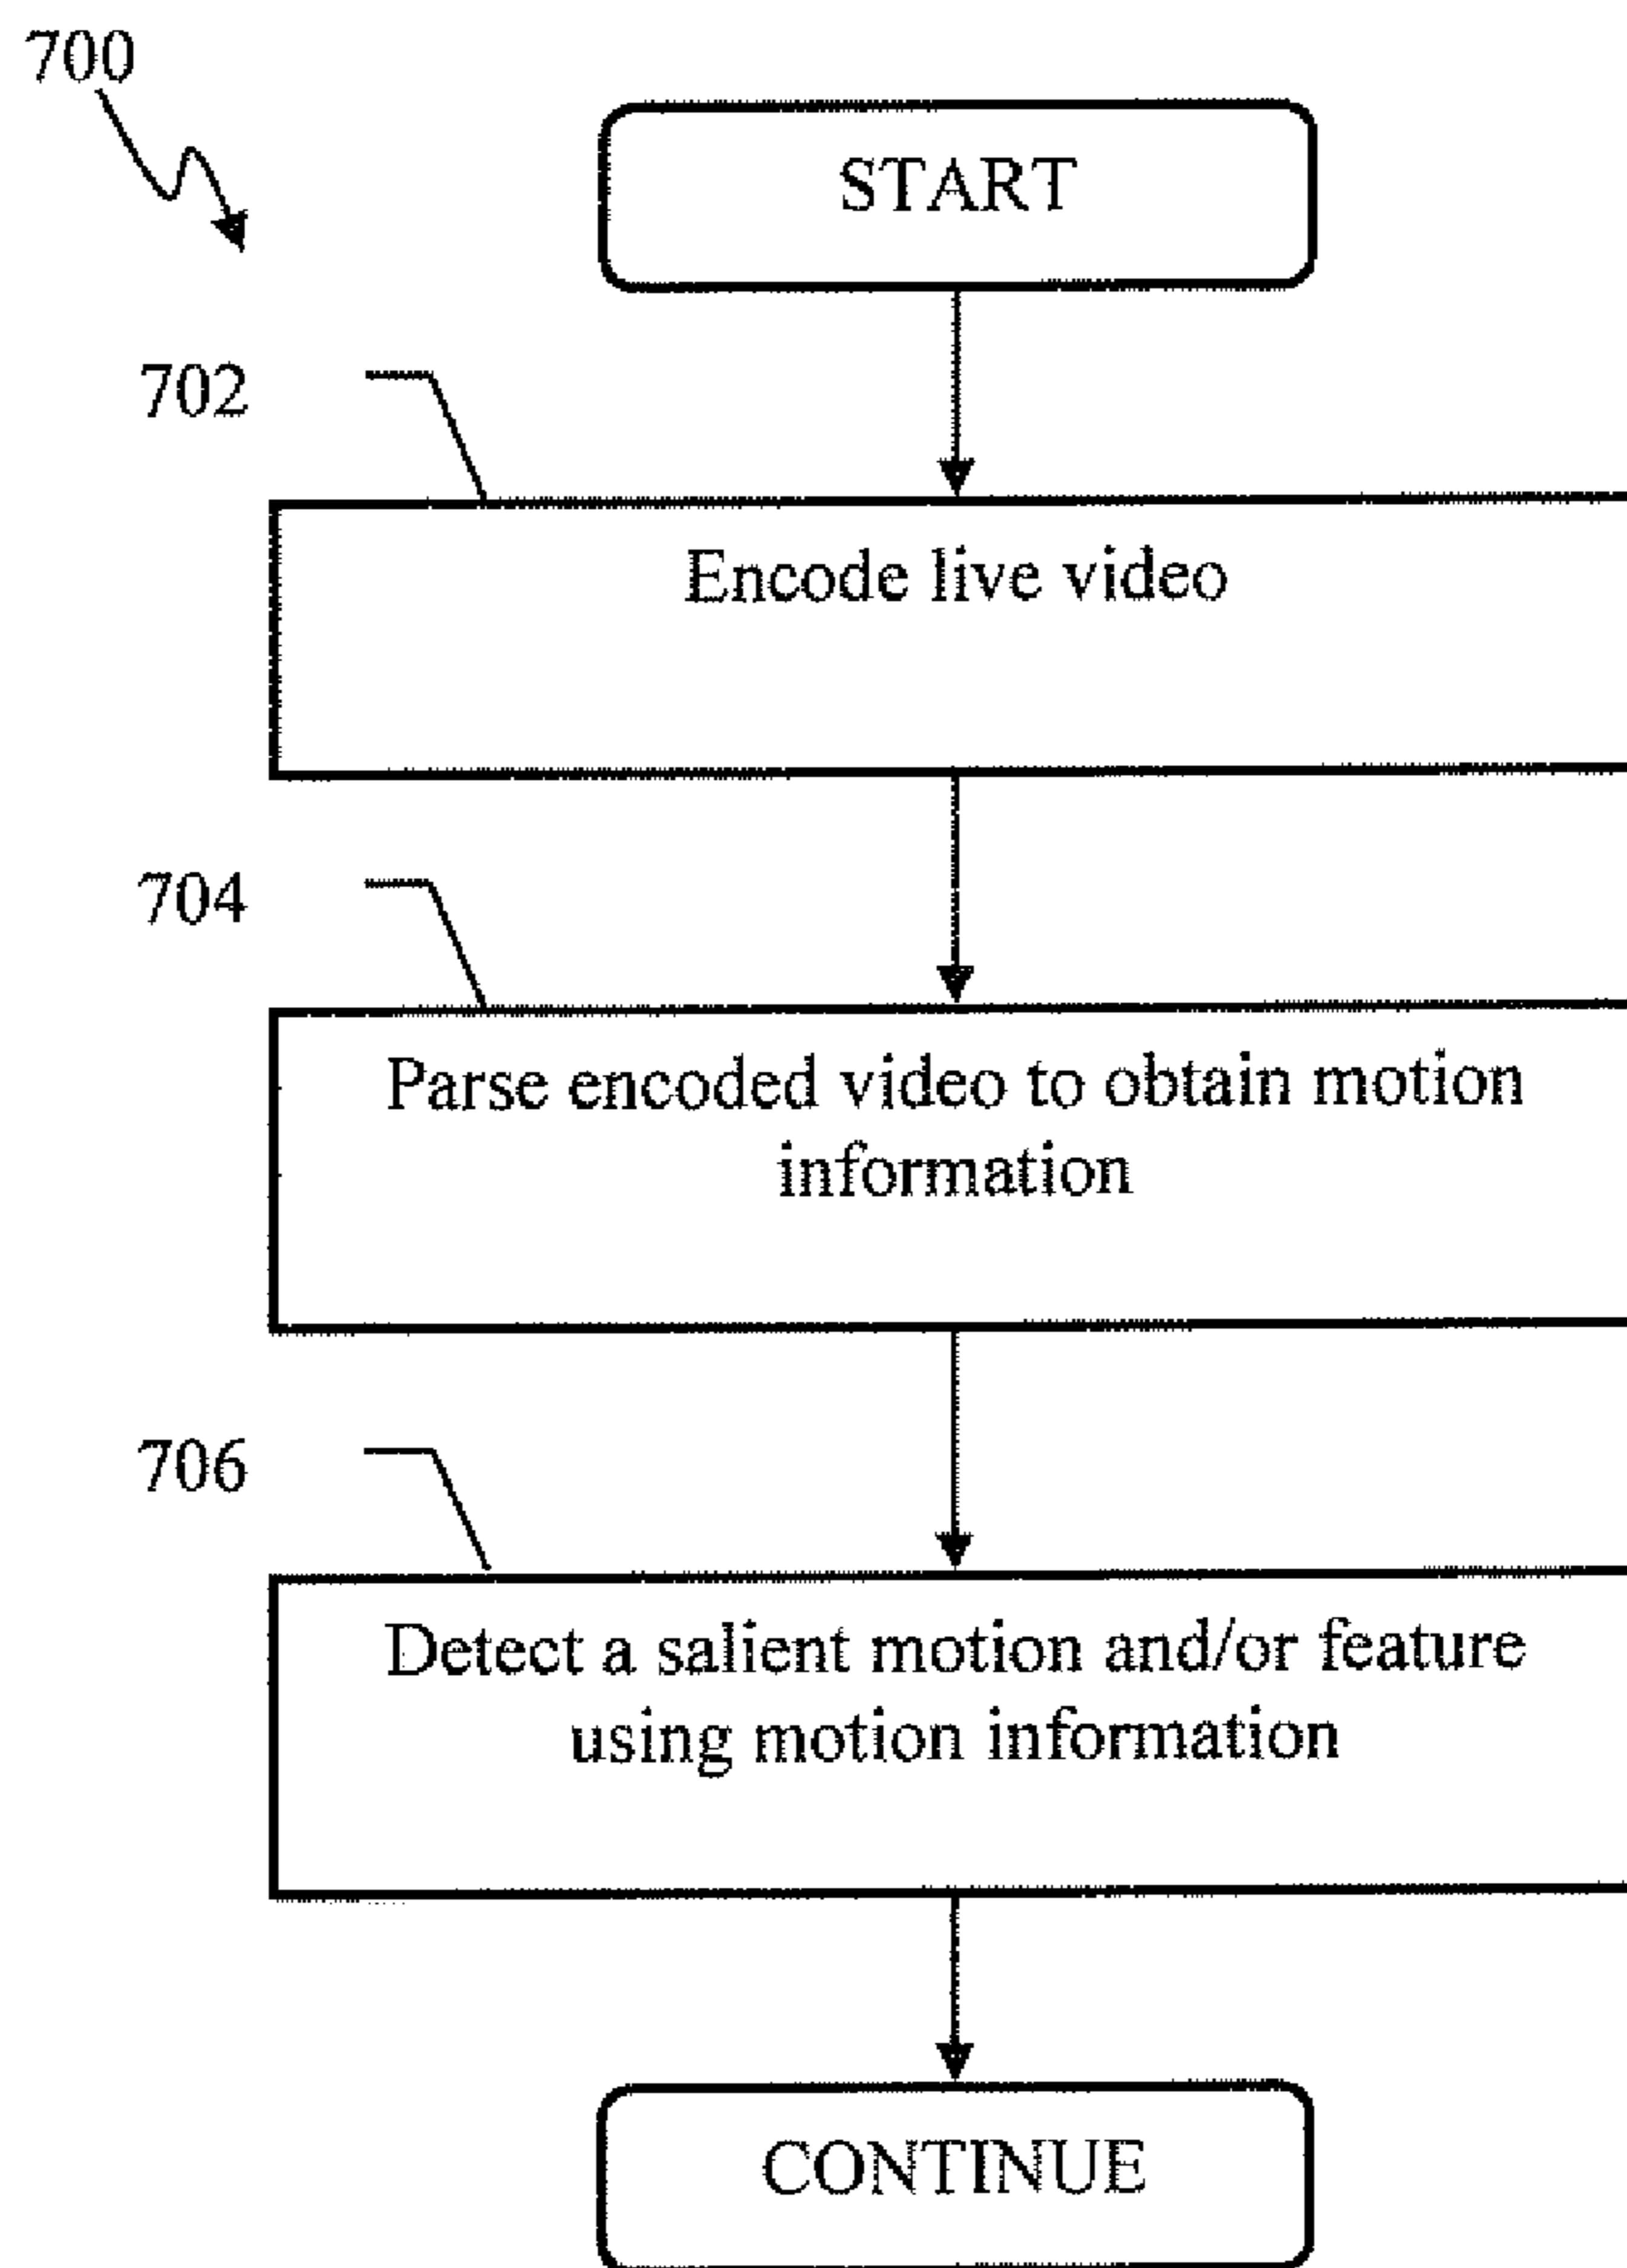 700
START
702
Encode live video
704
Parse encoded video to obtain motion
information
706
Detect a salient motion and/or feature
using motion information
CONTINUE